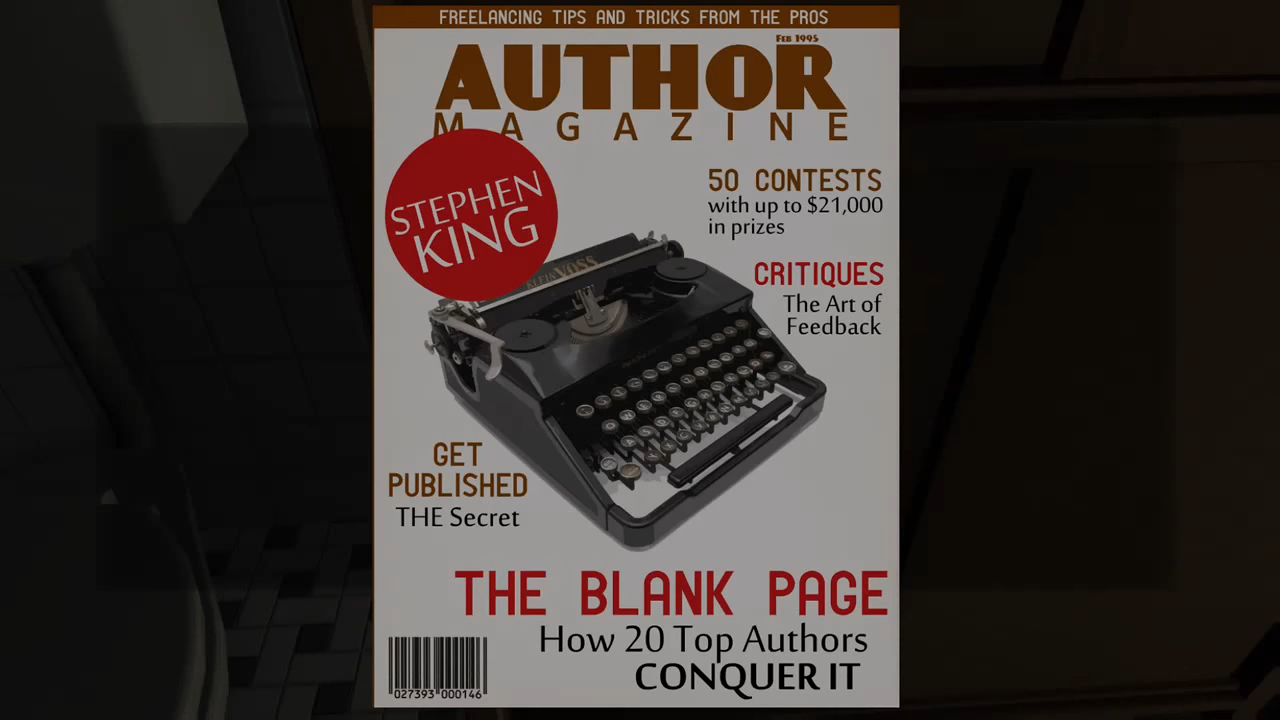 FREELANCING TIPS AND TRICKS FROM THE PROS
FEB 1995
AUTHOR
MAGAZINE
STEPHEN
KING
50 CONTESTS
with up to $21,000
in prizes
KLEIN VOSS
CRITIQUES
The Art of
Feedback
GET
PUBLISHED
THE Secret
THE BLANK PAGE
How 20 Top Authors
CONQUER IT
027393 000146